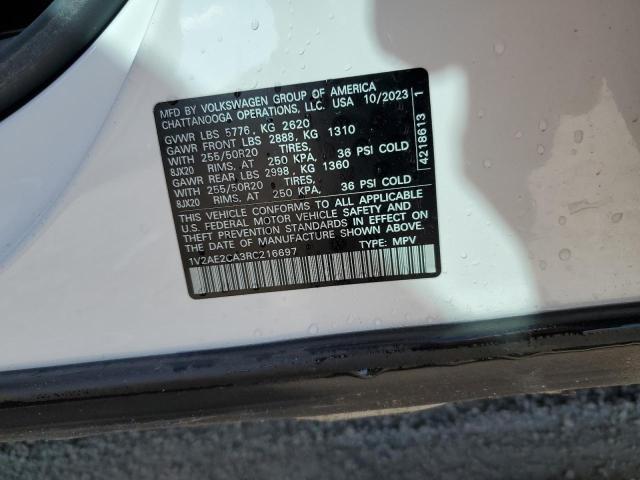 MFD BY VOLKSWAGEN GROUP OF AMERICA
CHATTANOOGA OPERATIONS, LLC. USA 10/2023
GVWR LBS 5776, KG 2620
GAWR FRONT LBS 2888, KG 1310
WITH 255/50R20 TIRES,
8JX20 RIMS, AT 250 KPA, 36 PSI COLD
GAWR REAR LBS 2998, KG 1360
WITH 255/50R20 TIRES,
8JX20 RIMS, AT 250 KPA, 36 PSI COLD
THIS VEHICLE CONFORMS TO ALL APPLICABLE
U.S. FEDERAL MOTOR VEHICLE SAFETY AND
THEFT PREVENTION STANDARDS IN EFFECT ON
THE DATE OF MANUFACTURE SHOWN ABOVE.
1V2AE2CA3RC216697 TYPE: MPV
4218613 1